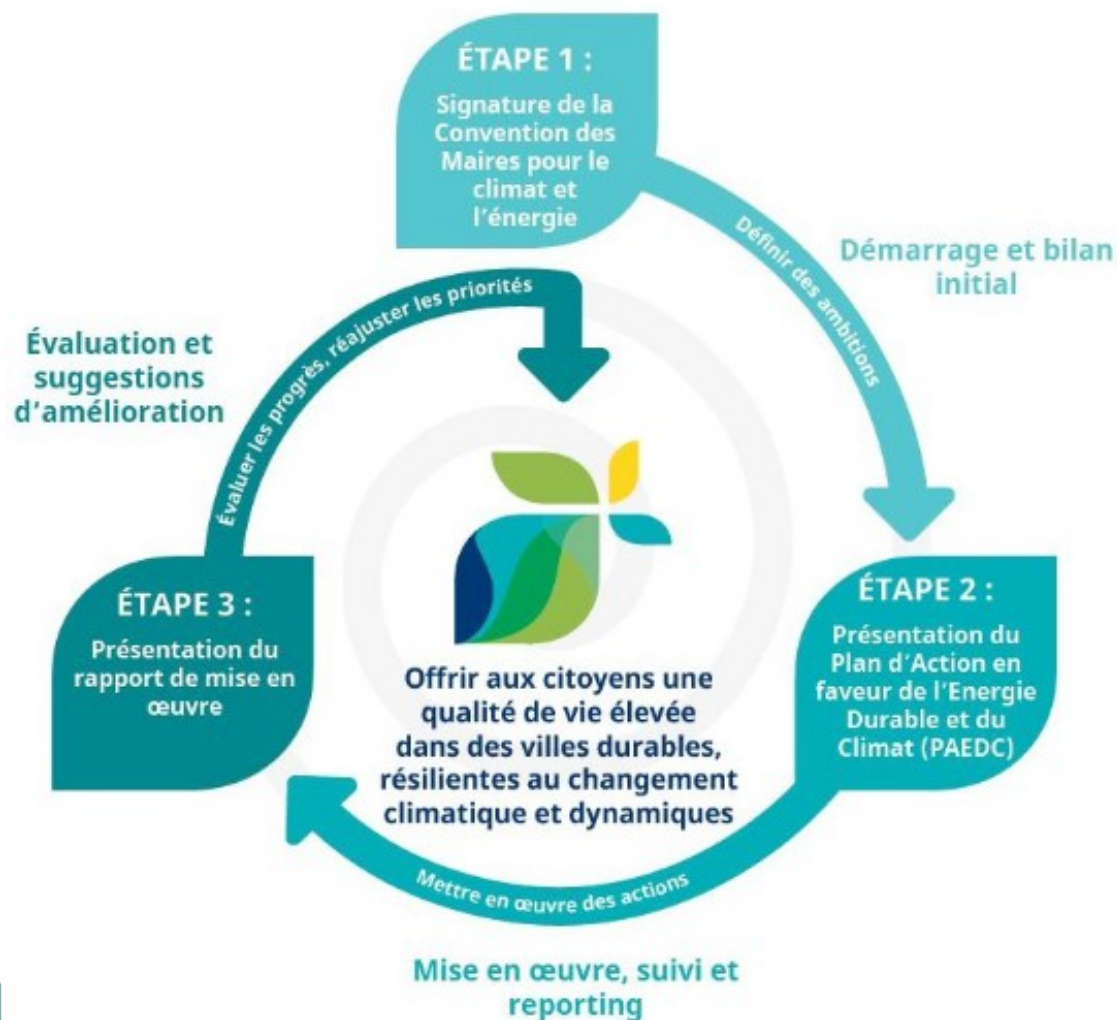 ÉTAPE 1 :
Signature de la
Convention des
Maires pour le
climat et
l'énergie
Définir des ambitions
Démarrage et bilan
initial
ÉTAPE 2 :
Présentation du
Plan d'Action en
faveur de l'Energie
Durable et du
Climat (PAEDC)
Mettre en œuvre des actions
Mise en œuvre, suivi et
reporting
ÉTAPE 3 :
Présentation du
rapport de mise en
œuvre
Évaluer les progrès, réajuster les priorités
Évaluation et
suggestions
d'amélioration
Offrir aux citoyens une
qualité de vie élevée
dans des villes durables,
résilientes au changement
climatique et dynamiques